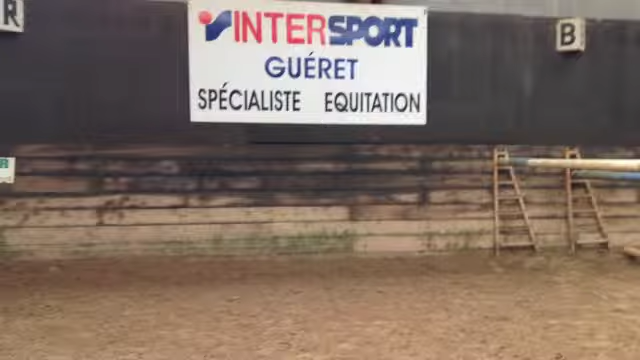 R
INTERSPORT
B
GUÉRET
SPÉCIALISTE EQUITATION
R